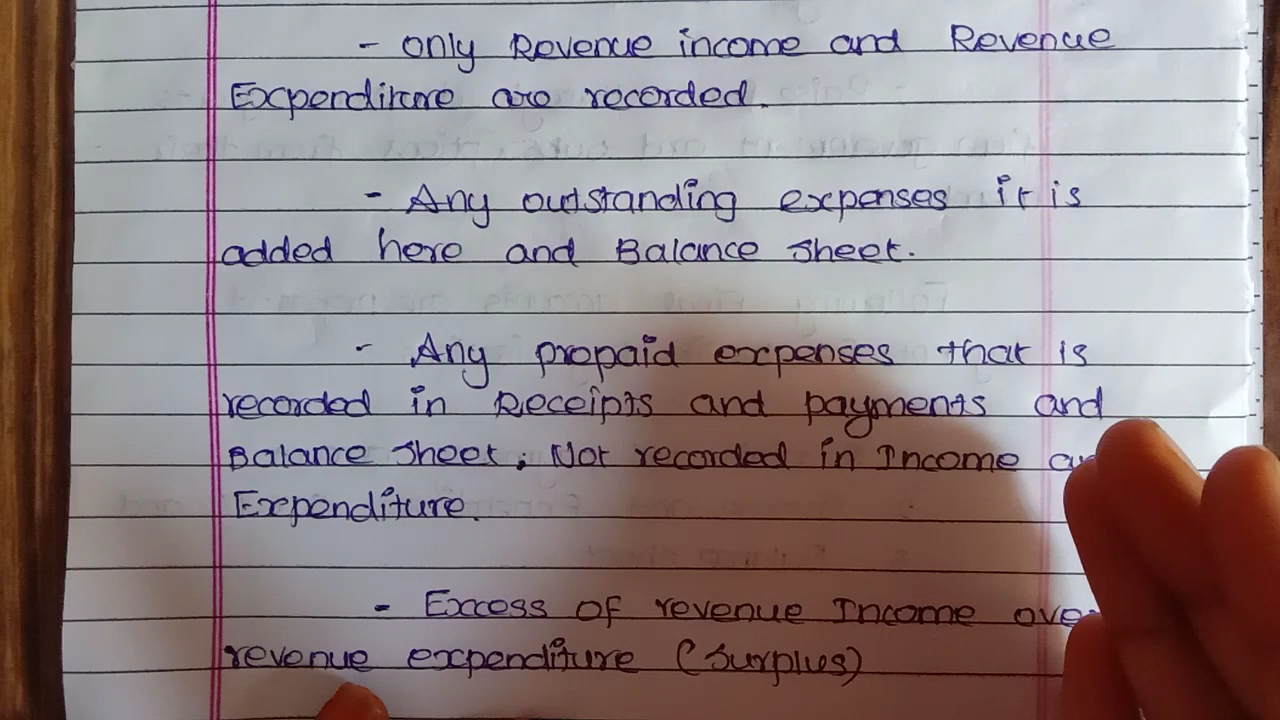 - only Revenue income and Revenue
Expenditure are recorded.
- Any outstanding expenses it is
added here and Balance sheet.
- Any prepaid expenses that is
recorded in Receipts and payments and
Balance sheet, Not recorded in Income
Expenditure.
- Excess of revenue Income over
revenue expenditure (surplus)